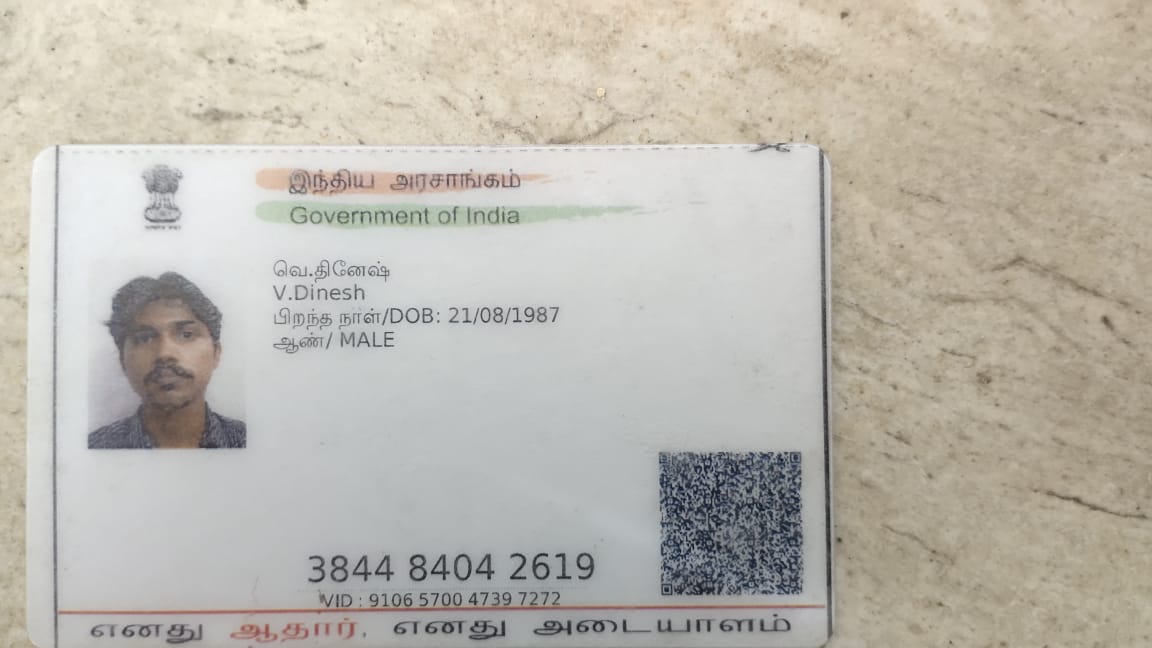 இந்திய அரசாங்கம்
Government of India
வெ.தினேஷ்
V.Dinesh
பிறந்த நாள்/DOB: 21/08/1987
ஆண்/ MALE
3844 8404 2619
VID : 9106 5700 4739 7272
எனது ஆதார், எனது அடையாளம்